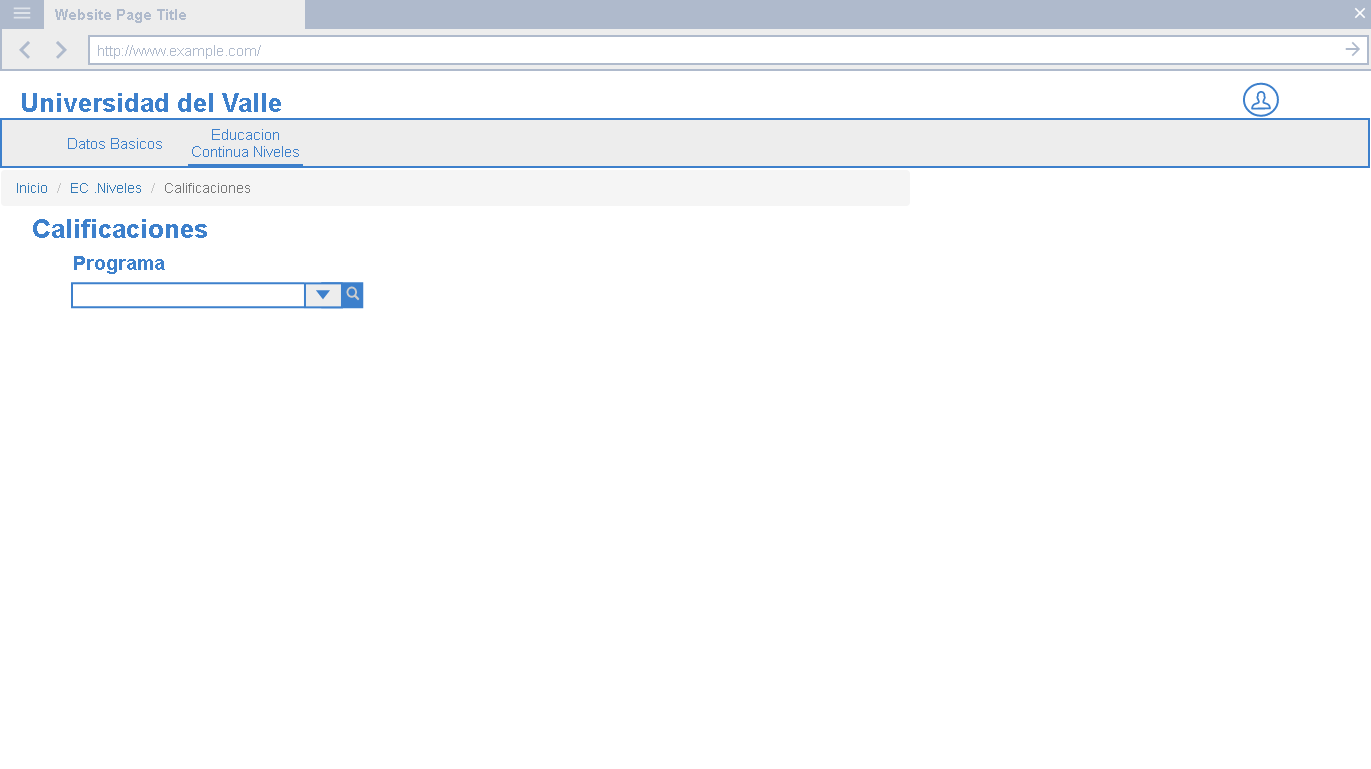 Website Page Title
http://www.example.com/
Universidad del Valle
Datos Basicos
Educacion
Continua Niveles
Inicio / EC .Niveles / Calificaciones
Calificaciones
Programa